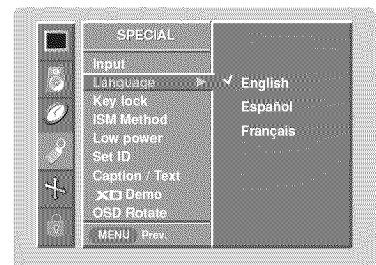 SPECIAL
Input
Language
Key lock
ISM Method
Low power
Set ID
Caption / Text
XD Demo
OSD Rotate
MENU Prev.
English
Español
Français